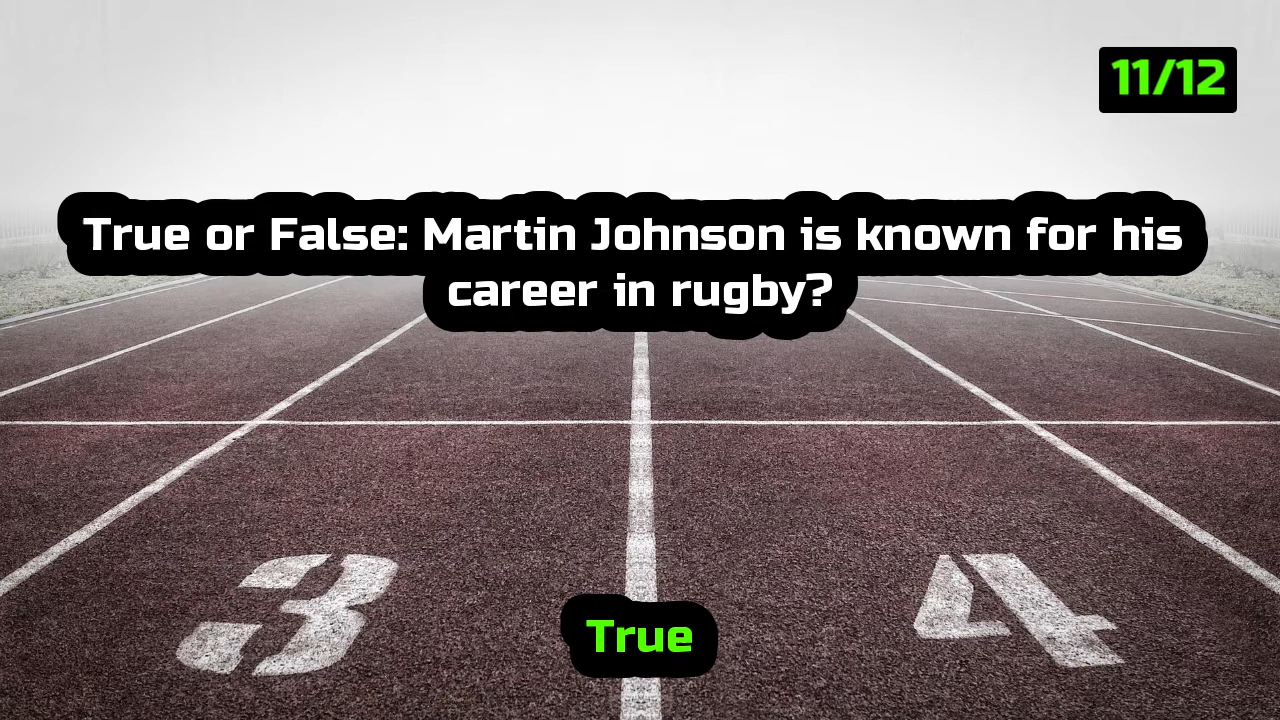 11/12
True or False: Martin Johnson is known for his
career in rugby?
3
4
True